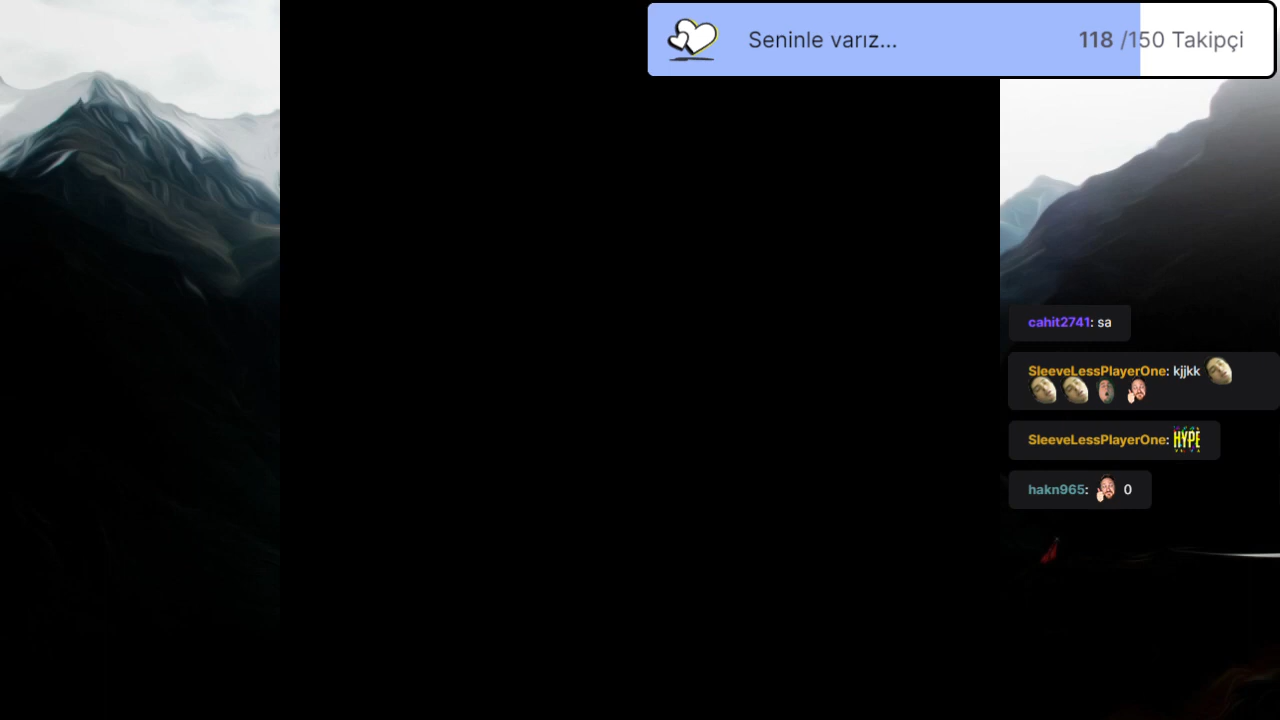 Seninle varız... 118 /150 Takipçi
cahit2741: sa
SleeveLessPlayerOne: kjjkk
SleeveLessPlayerOne: HYPE
hakn965: 0